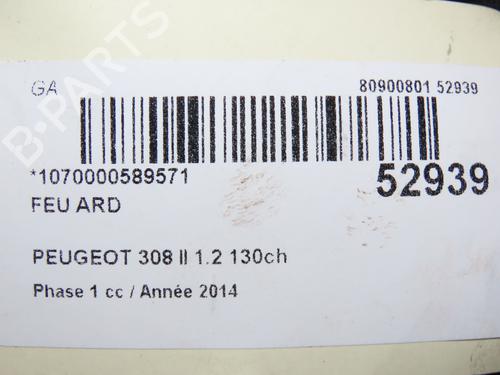 GA
80900801 52939
*1070000589571
52939
FEU ARD
PEUGEOT 308 II 1.2 130ch
Phase 1 cc / Année 2014
B-PARTS